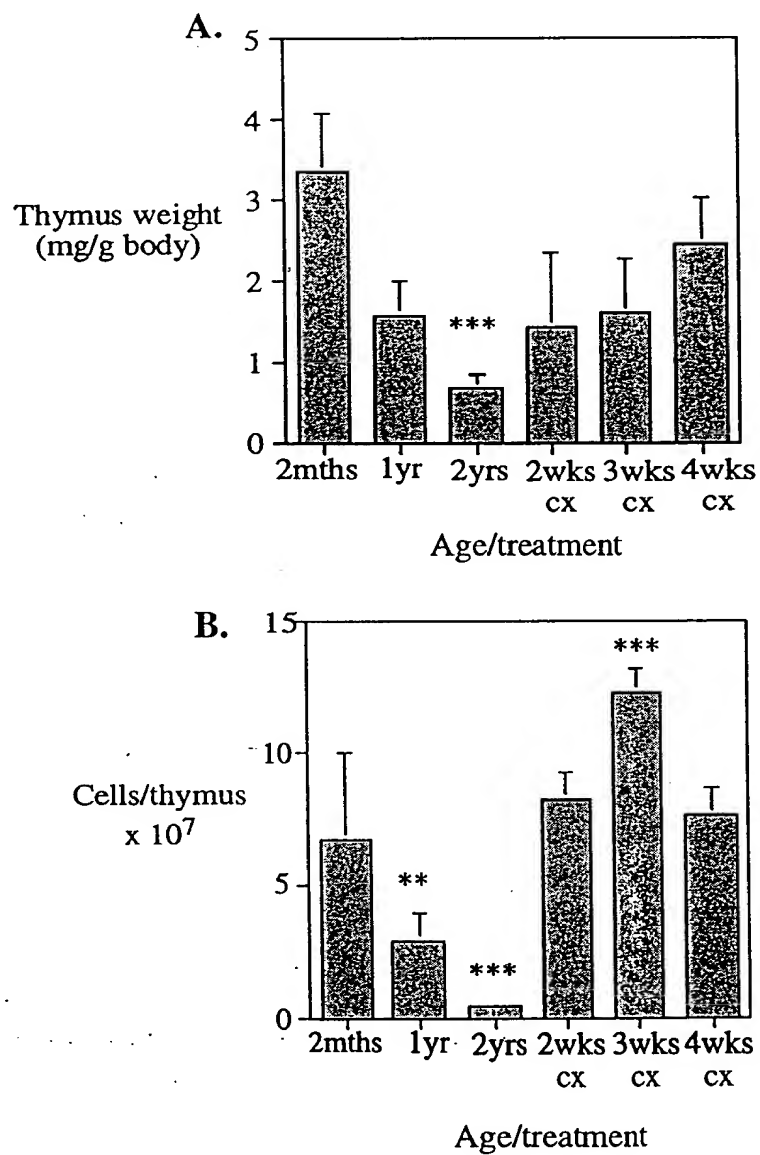 A.
5
4
3
2
1
0
Thymus weight
(mg/g body)
***
2mths 1yr 2yrs 2wks 3wks 4wks
cx cx cx
Age/treatment
B.
15
10
5
0
Cells/thymus
x 10⁷
**
***
***
2mths 1yr 2yrs 2wks 3wks 4wks
cx cx cx
Age/treatment